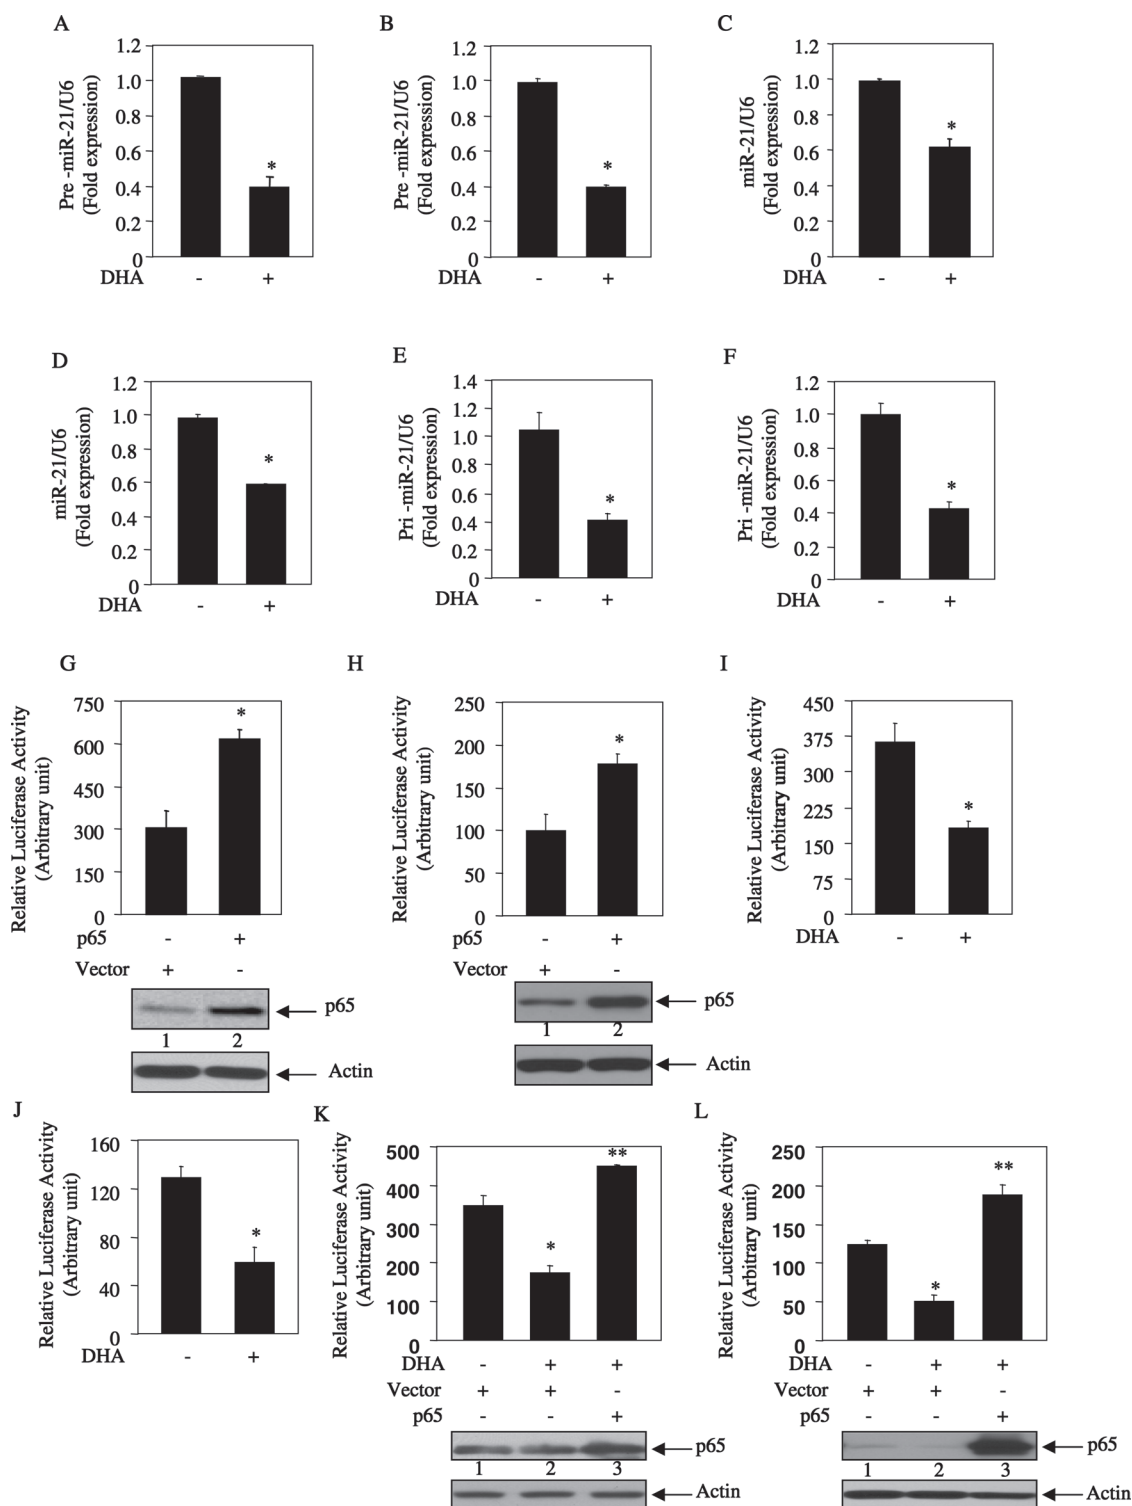 A
Pre -miR-21/U6
(Fold expression)
1.2
1.0
0.8
0.6
0.4
0.2
0
*
DHA - +
B
Pre -miR-21/U6
(Fold expression)
1.2
1.0
0.8
0.6
0.4
0.2
0
*
DHA - +
C
miR-21/U6
(Fold expression)
1.2
1.0
0.8
0.6
0.4
0.2
0
*
DHA - +
D
miR-21/U6
(Fold expression)
1.2
1.0
0.8
0.6
0.4
0.2
0
*
DHA - +
E
Pri -miR-21/U6
(Fold expression)
1.4
1.2
1.0
0.8
0.6
0.4
0.2
0
*
DHA - +
F
Pri -miR-21/U6
(Fold expression)
1.2
1.0
0.8
0.6
0.4
0.2
0
*
DHA - +
G
Relative Luciferase Activity
(Arbitrary unit)
750
600
450
300
150
0
*
p65 - +
Vector + -
p65
1 2
Actin
H
Relative Luciferase Activity
(Arbitrary unit)
250
200
150
100
50
0
*
p65 - +
Vector + -
p65
1 2
Actin
I
Relative Luciferase Activity
(Arbitrary unit)
450
375
300
225
150
75
0
*
DHA - +
J
Relative Luciferase Activity
(Arbitrary unit)
160
120
80
40
0
*
DHA - +
K
Relative Luciferase Activity
(Arbitrary unit)
500
400
300
200
100
0
*
**
DHA - + +
Vector + + -
p65 - - +
p65
1 2 3
Actin
L
Relative Luciferase Activity
(Arbitrary unit)
250
200
150
100
50
0
*
**
DHA - + +
Vector + + -
p65 - - +
p65
1 2 3
Actin